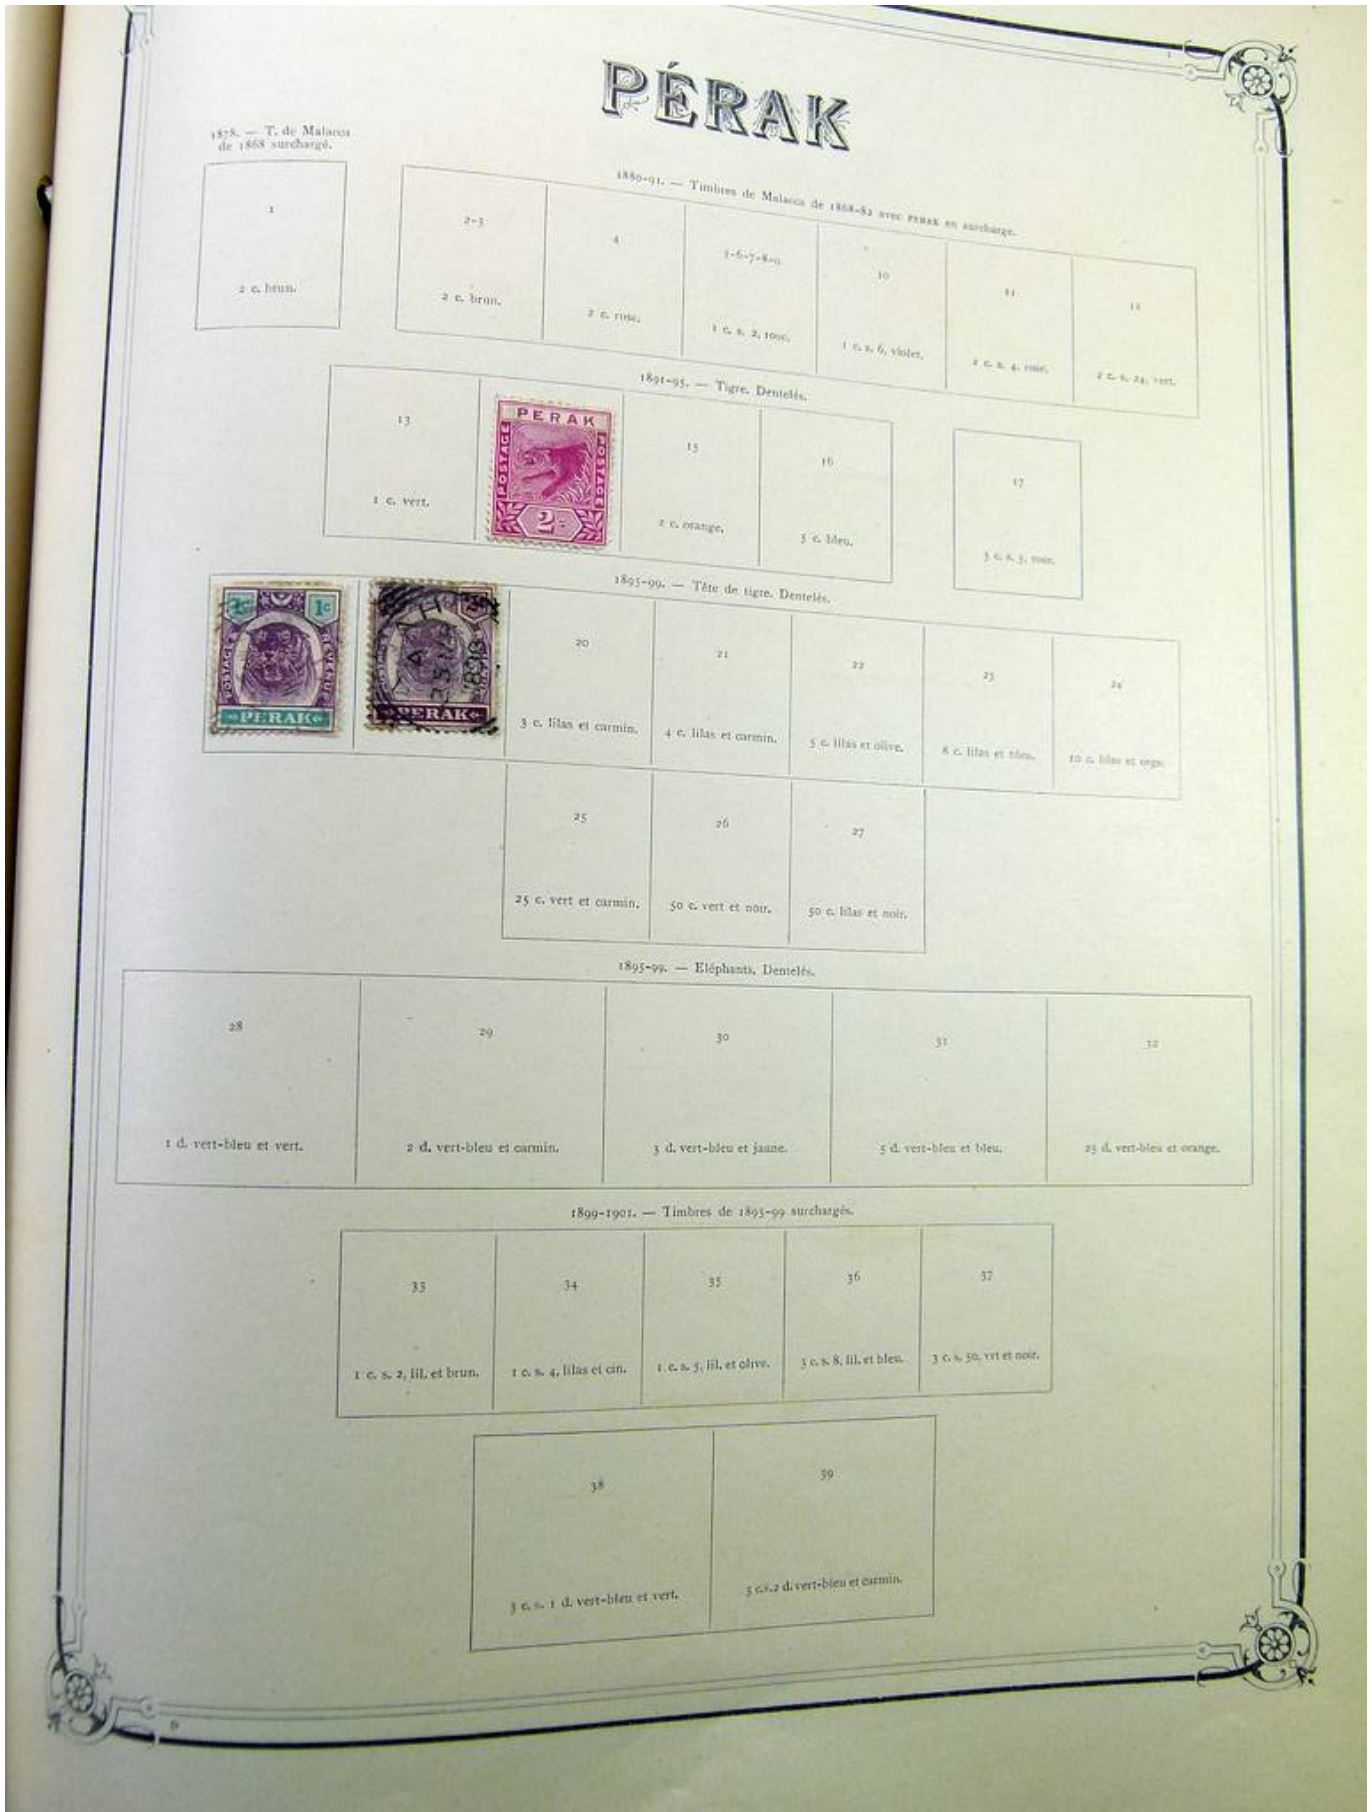 PÉRAK
1878. — T. de Malacca
de 1868 surchargé.
1
2 c. brun.
1880-91. — Timbres de Malacca de 1868-82 avec PERAK en surcharge.
2-3
2 c. brun.
4
2 c. rose.
5-6-7-8-9
1 c. s. 2, rose.
10
1 c. s. 6, violet.
11
2 c. s. 4, rose.
12
2 c. s. 24, vert.
1891-95. — Tigre. Dentelés.
13
1 c. vert.
PERAK
POSTAGE
POSTAGE
2c
15
2 c. orange.
16
5 c. bleu.
17
3 c. s. 5, rose.
1895-99. — Tête de tigre. Dentelés.
1c
1c
POSTAGE &
REVENUE
PERAK
PERAK
20
3 c. lilas et carmin.
21
4 c. lilas et carmin.
22
5 c. lilas et olive.
23
8 c. lilas et bleu.
24
10 c. lilas et orge.
25
25 c. vert et carmin.
26
50 c. vert et noir.
27
50 c. lilas et noir.
1895-99. — Eléphants. Dentelés.
28
1 d. vert-bleu et vert.
29
2 d. vert-bleu et carmin.
30
3 d. vert-bleu et jaune.
31
5 d. vert-bleu et bleu.
32
25 d. vert-bleu et orange.
1899-1901. — Timbres de 1895-99 surchargés.
33
1 c. s. 2, lil. et brun.
34
1 c. s. 4, lilas et cin.
35
1 c. s. 5, lil. et olive.
36
3 c. s. 8, lil. et bleu.
37
3 c. s. 50, vrt et noir.
38
3 c. s. 1 d. vert-bleu et vert.
39
3 c.s.2 d. vert-bleu et carmin.